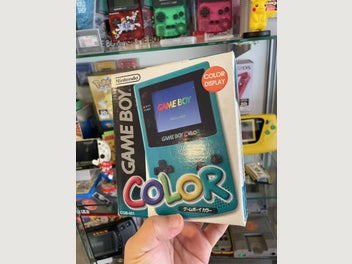 Nintendo
GAME BOY
COLOR
DISPLAY
GAME BOY
GAME BOY COLOR
COLOR
ゲームボーイカラー
CGB-001